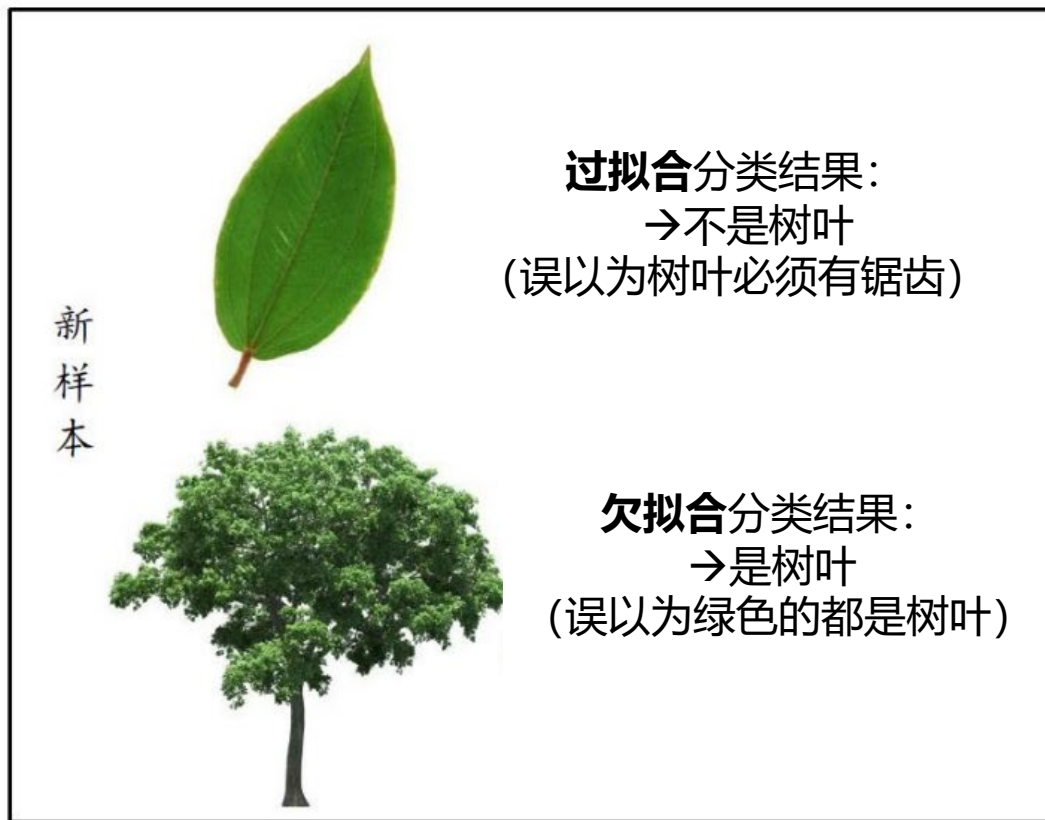 过拟合分类结果：
→不是树叶
（误以为树叶必须有锯齿）
新样本
欠拟合分类结果：
→是树叶
（误以为绿色的都是树叶）